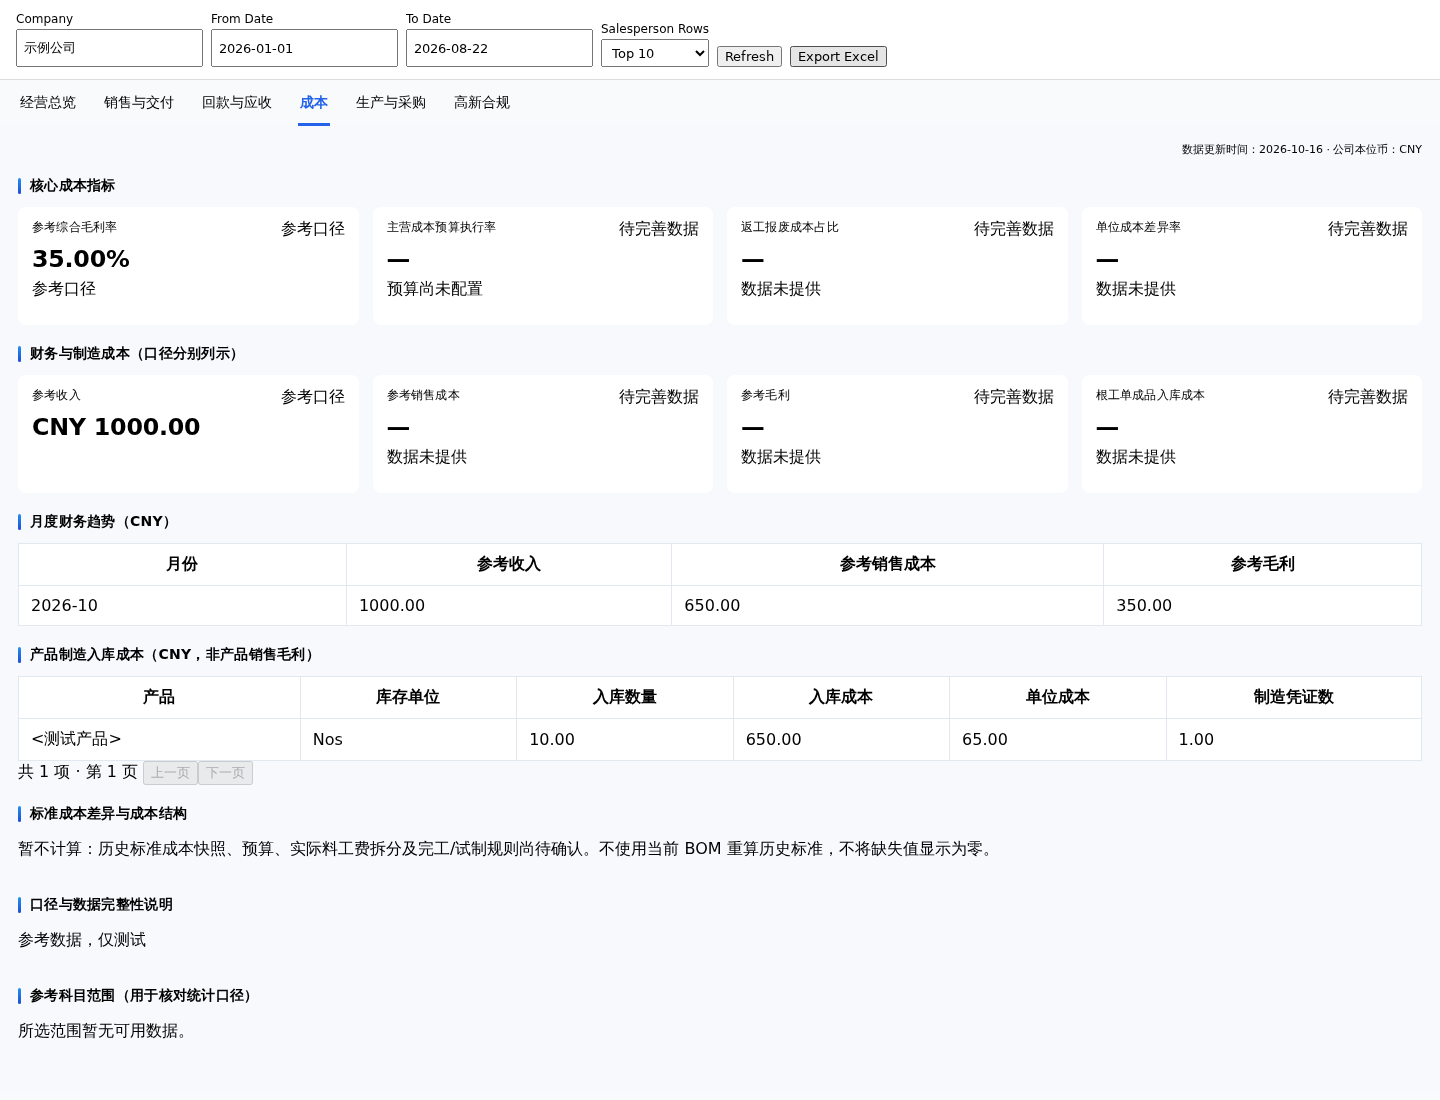 Company
From Date
To Date
Salesperson Rows
示例公司
2026-01-01
2026-08-22
Top 10
Refresh
Export Excel
经营总览
销售与交付
回款与应收
成本
生产与采购
高新合规
数据更新时间：2026-10-16 · 公司本位币：CNY
核心成本指标
参考综合毛利率
参考口径
35.00%
参考口径
主营成本预算执行率
待完善数据
—
预算尚未配置
返工报废成本占比
待完善数据
—
数据未提供
单位成本差异率
待完善数据
—
数据未提供
财务与制造成本（口径分别列示）
参考收入
参考口径
CNY 1000.00
参考销售成本
待完善数据
—
数据未提供
参考毛利
待完善数据
—
数据未提供
根工单成品入库成本
待完善数据
—
数据未提供
月度财务趋势（CNY）
月份 参考收入 参考销售成本 参考毛利
2026-10 1000.00 650.00 350.00
产品制造入库成本（CNY，非产品销售毛利）
产品 库存单位 入库数量 入库成本 单位成本 制造凭证数
<测试产品> Nos 10.00 650.00 65.00 1.00
共 1 项 · 第 1 页 上一页 下一页
标准成本差异与成本结构
暂不计算：历史标准成本快照、预算、实际料工费拆分及完工/试制规则尚待确认。不使用当前 BOM 重算历史标准，不将缺失值显示为零。
口径与数据完整性说明
参考数据，仅测试
参考科目范围（用于核对统计口径）
所选范围暂无可用数据。